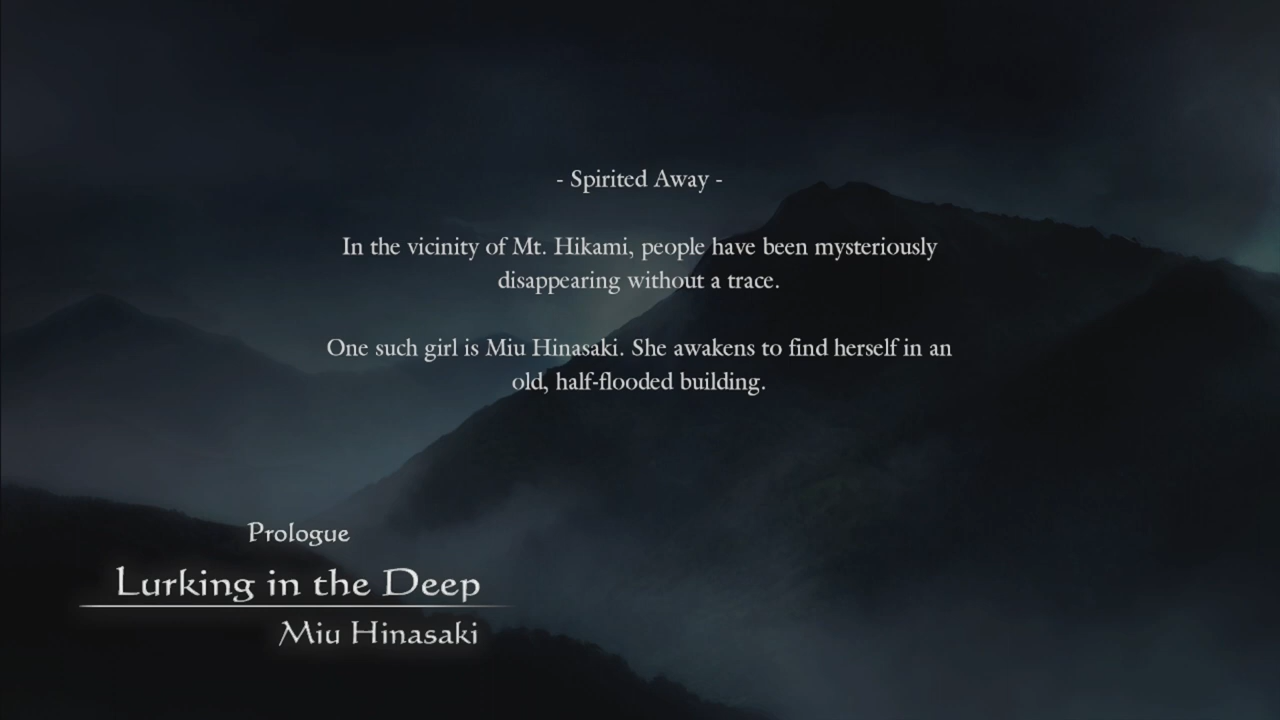 - Spirited Away -
In the vicinity of Mt. Hikami, people have been mysteriously
disappearing without a trace.
One such girl is Miu Hinasaki. She awakens to find herself in an
old, half-flooded building.
Prologue
Lurking in the Deep
Miu Hinasaki